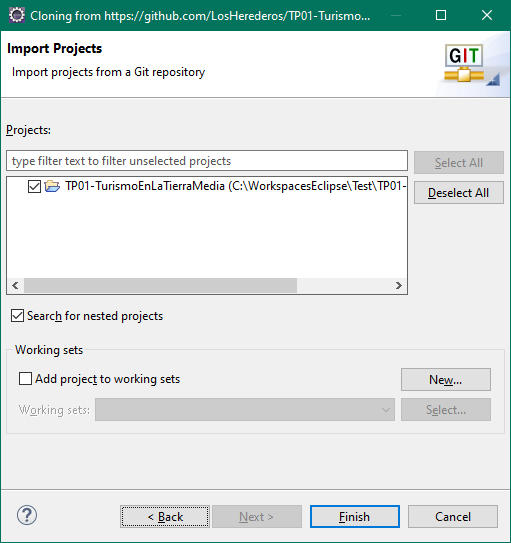 Cloning from https://github.com/LosHerederos/TP01-Turismo...
Import Projects
Import projects from a Git repository
GIT
Projects:
type filter text to filter unselected projects
Select All
TP01-TurismoEnLaTierraMedia (C:\WorkspacesEclipse\Test\TP01-
Deselect All
Search for nested projects
Working sets
Add project to working sets
New...
Working sets:
Select...
?
< Back
Next >
Finish
Cancel